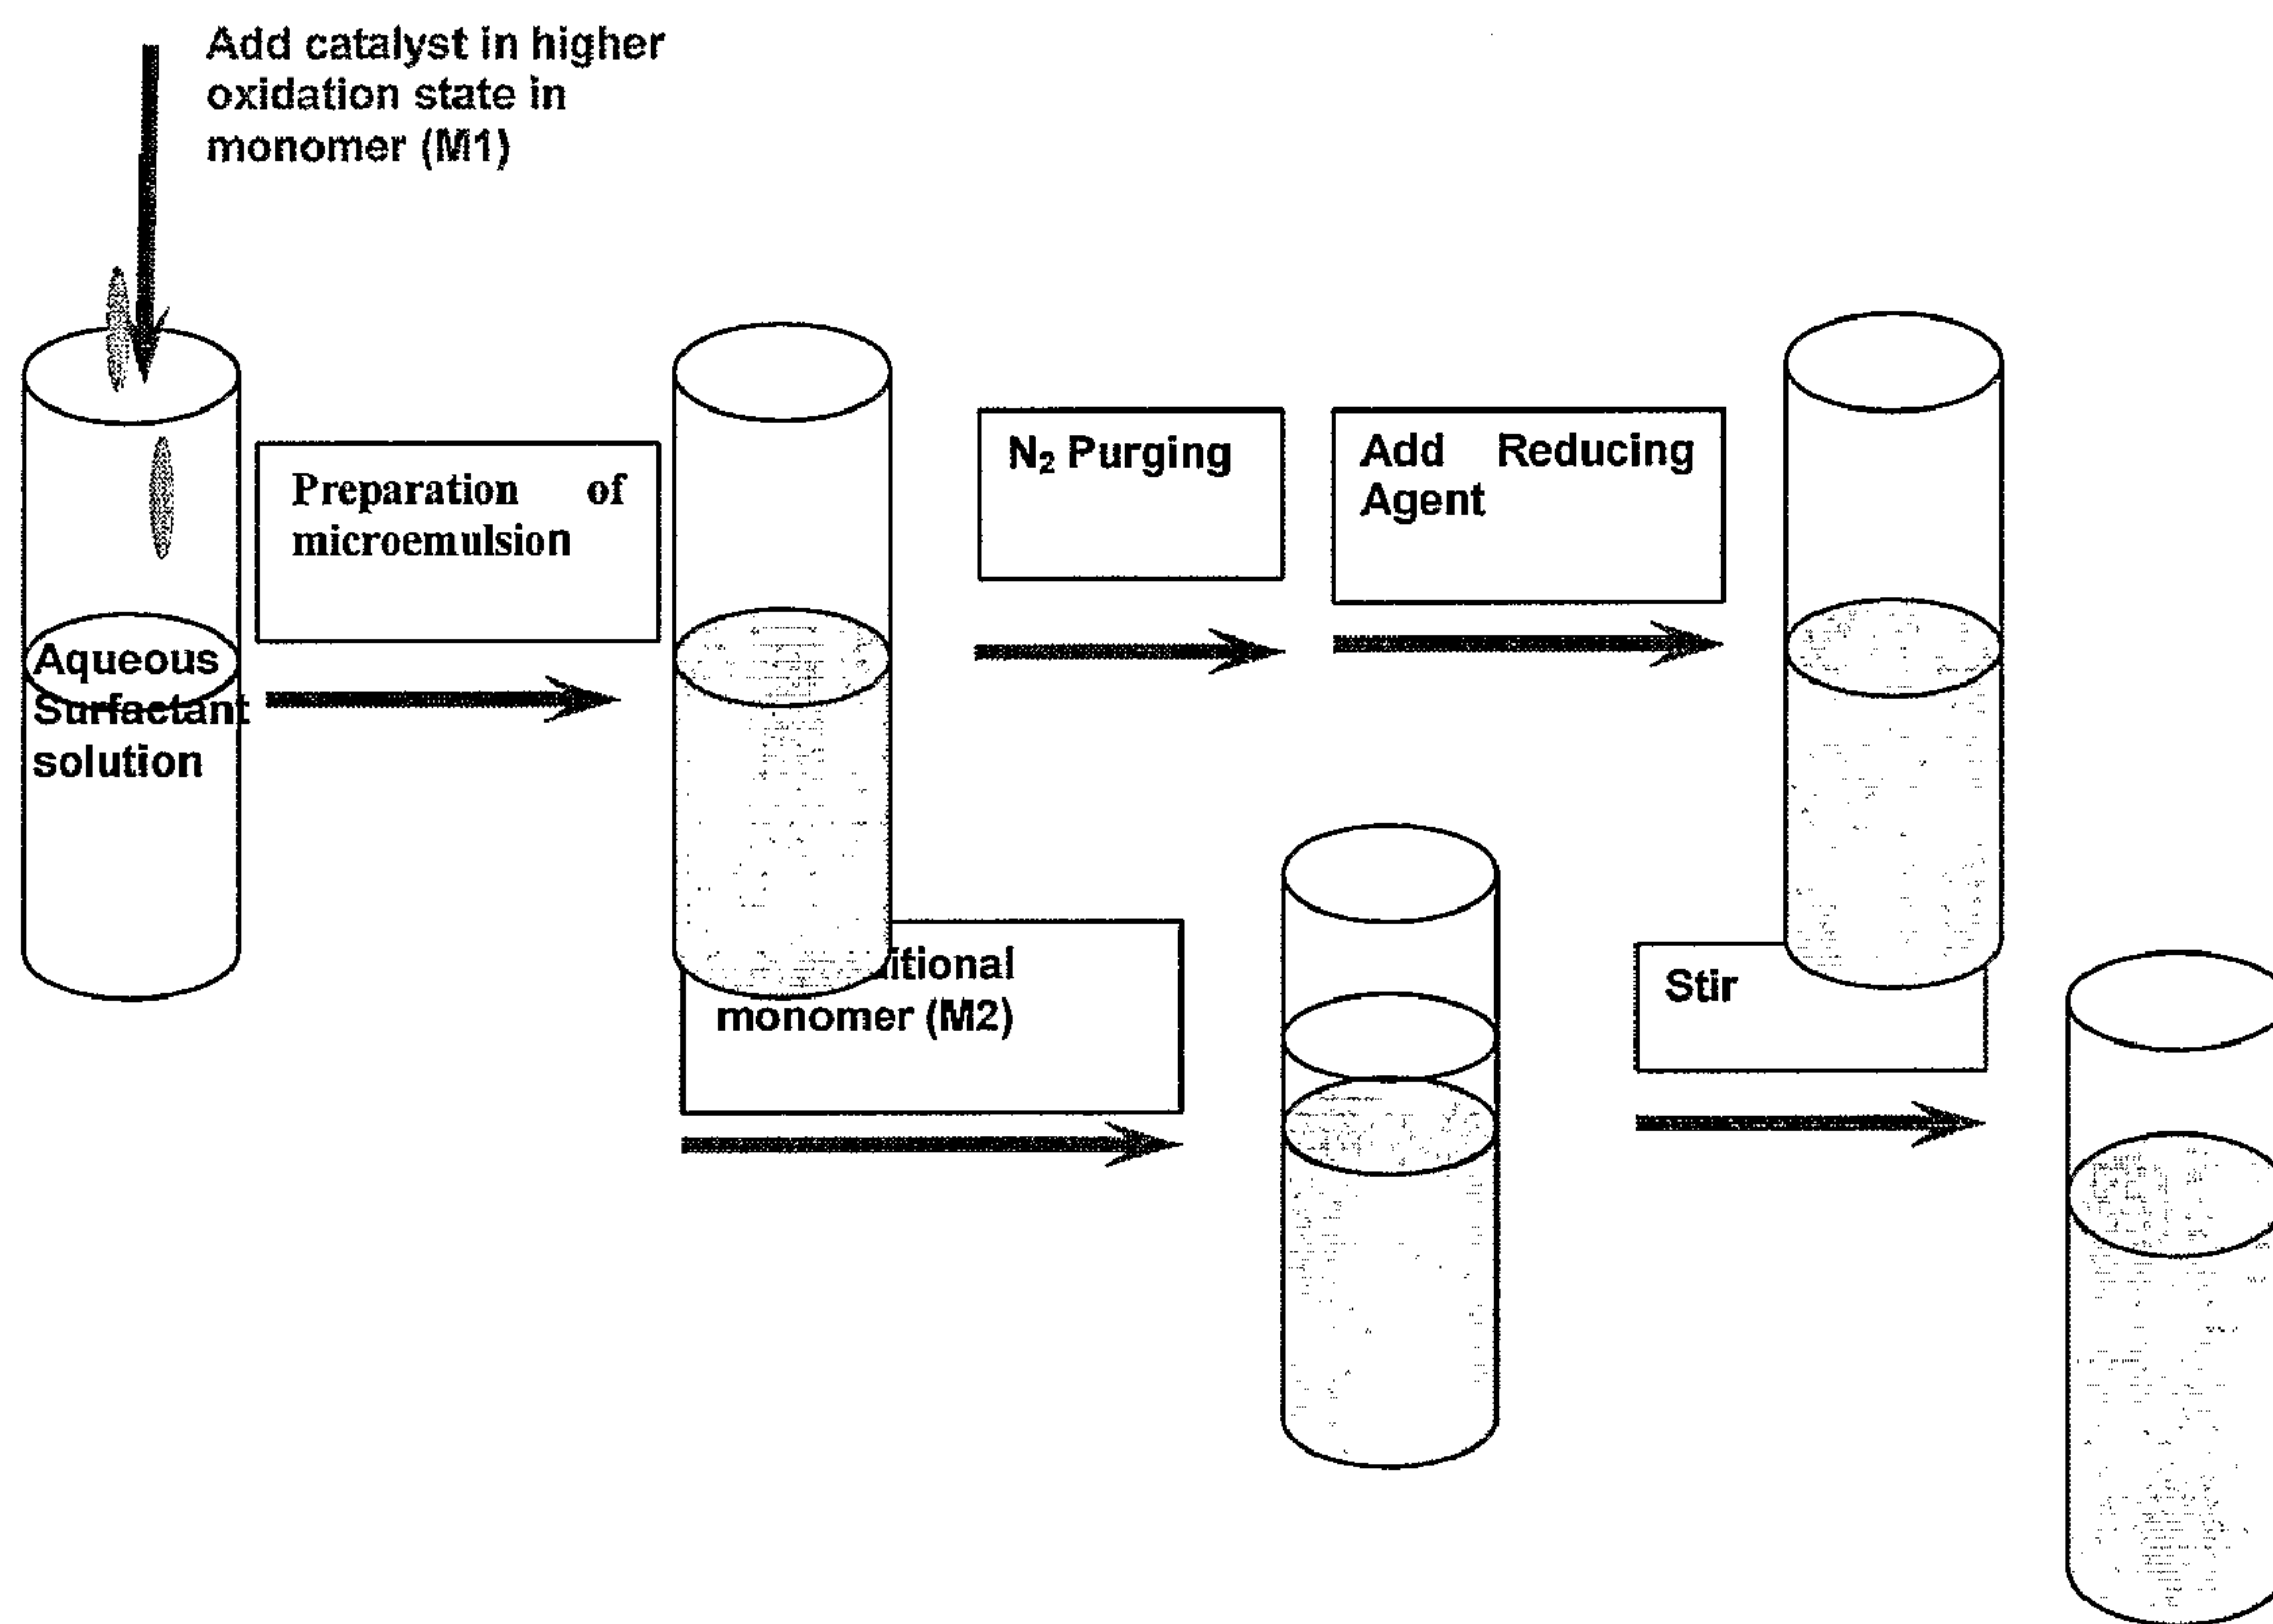 Add catalyst in higher
oxidation state in
monomer (M1)
Preparation of
microemulsion
N₂ Purging
Add Reducing
Agent
Aqueous
Surfactant
solution
itional
monomer (M2)
Stir